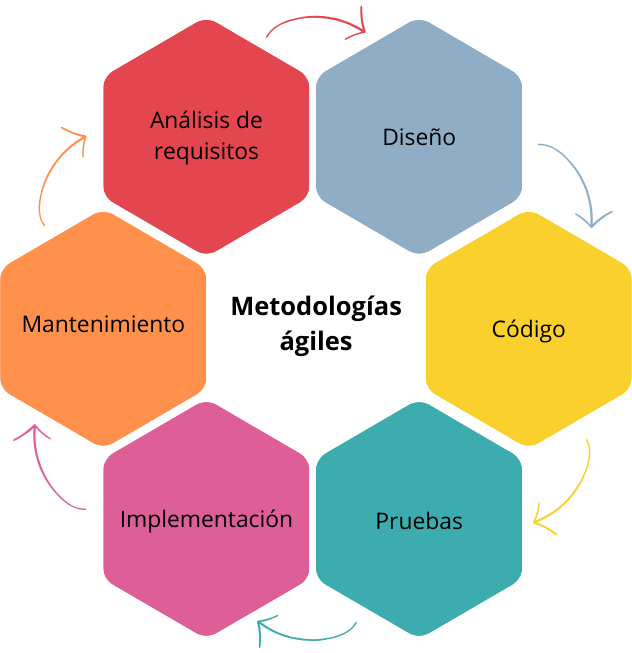 Análisis de
requisitos
Diseño
Código
Pruebas
Implementación
Mantenimiento
Metodologías
ágiles